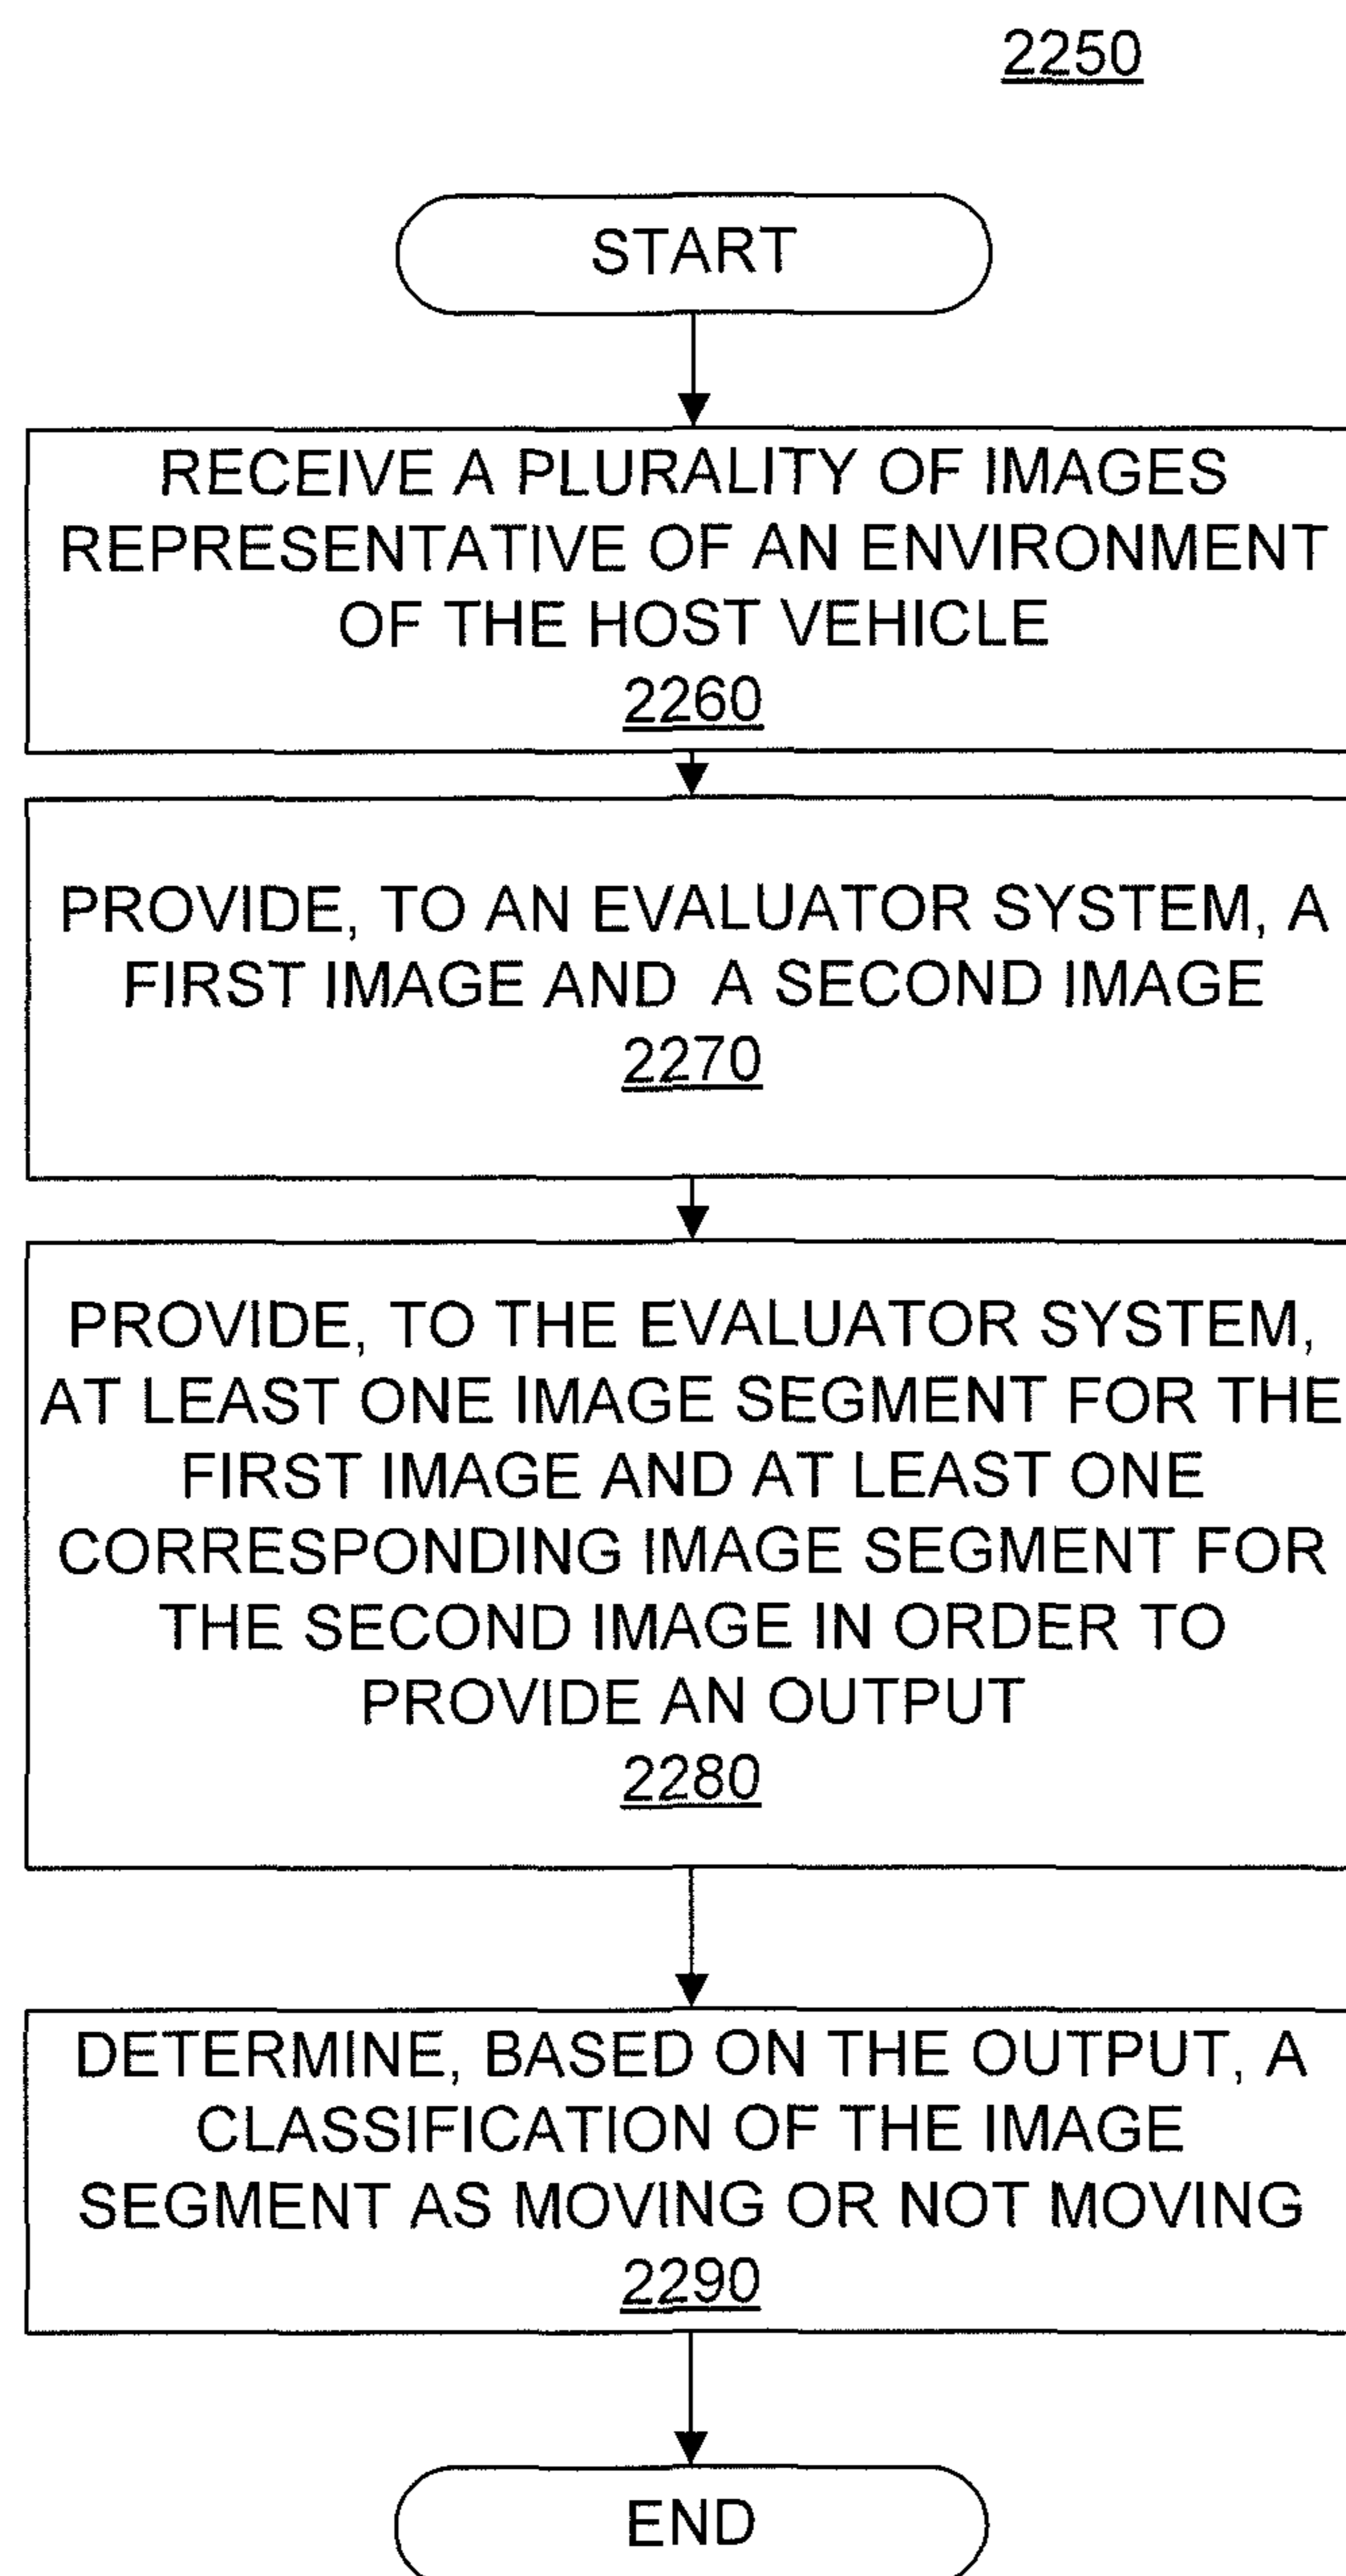 2250
START
RECEIVE A PLURALITY OF IMAGES
REPRESENTATIVE OF AN ENVIRONMENT
OF THE HOST VEHICLE
2260
PROVIDE, TO AN EVALUATOR SYSTEM, A
FIRST IMAGE AND A SECOND IMAGE
2270
PROVIDE, TO THE EVALUATOR SYSTEM,
AT LEAST ONE IMAGE SEGMENT FOR THE
FIRST IMAGE AND AT LEAST ONE
CORRESPONDING IMAGE SEGMENT FOR
THE SECOND IMAGE IN ORDER TO
PROVIDE AN OUTPUT
2280
DETERMINE, BASED ON THE OUTPUT, A
CLASSIFICATION OF THE IMAGE
SEGMENT AS MOVING OR NOT MOVING
2290
END